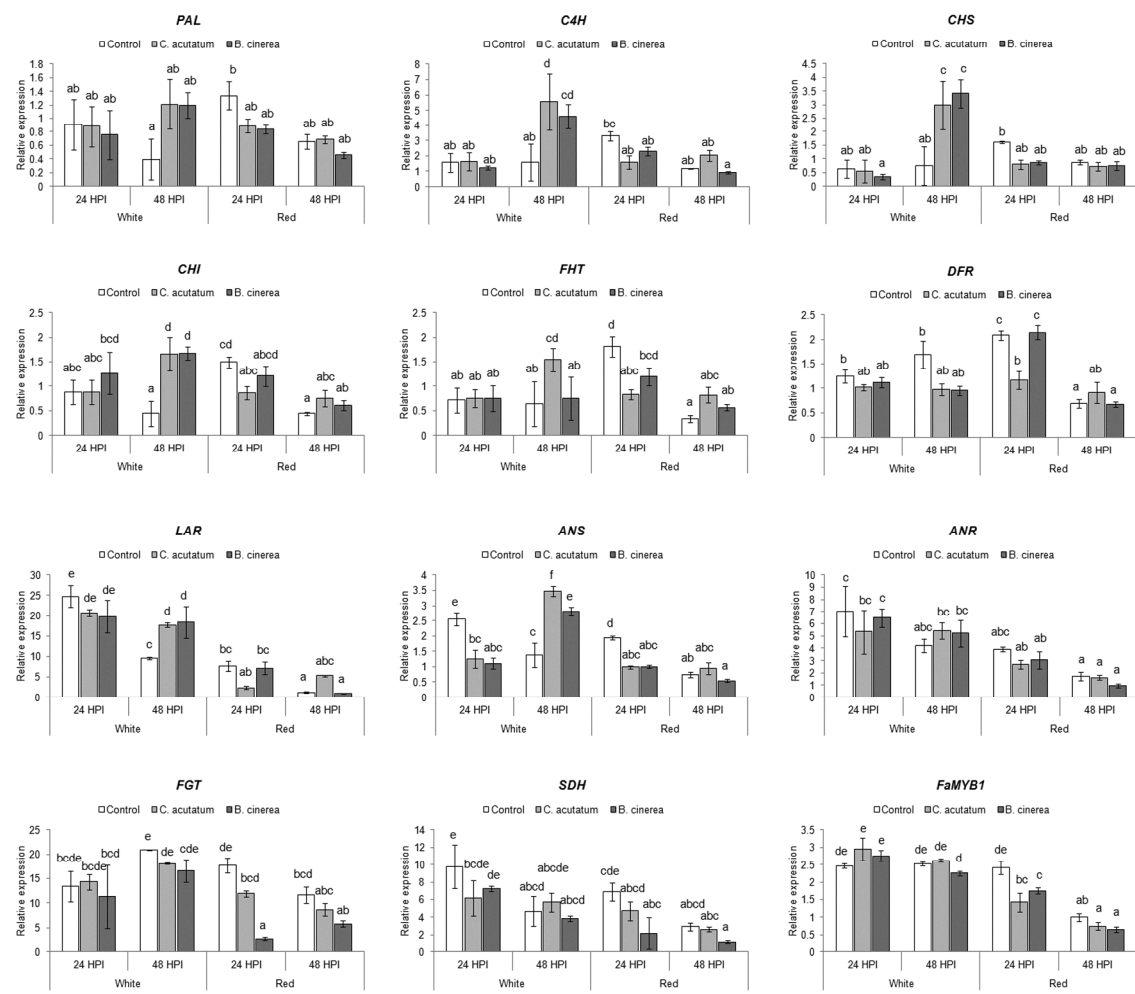 PAL
Control C. acutatum B. cinerea
Relative expression
1.8
1.6
1.4
1.2
1
0.8
0.6
0.4
0.2
0
ab ab ab a ab ab b ab ab ab ab ab
24 HPI 48 HPI 24 HPI 48 HPI
White Red
C4H
Control C. acutatum B. cinerea
Relative expression
8
7
6
5
4
3
2
1
0
ab ab ab ab d cd bc ab ab ab ab a
24 HPI 48 HPI 24 HPI 48 HPI
White Red
CHS
Control C. acutatum B. cinerea
Relative expression
4.5
4
3.5
3
2.5
2
1.5
1
0.5
0
ab ab a ab c c b ab ab ab ab ab
24 HPI 48 HPI 24 HPI 48 HPI
White Red
CHI
Control C. acutatum B. cinerea
Relative expression
2.5
2
1.5
1
0.5
0
abc abc bcd a d d cd abc abcd a abc ab
24 HPI 48 HPI 24 HPI 48 HPI
White Red
FHT
Control C. acutatum B. cinerea
Relative expression
2.5
2
1.5
1
0.5
0
ab ab ab ab cd ab d abc bcd a abc ab
24 HPI 48 HPI 24 HPI 48 HPI
White Red
DFR
Control C. acutatum B. cinerea
Relative expression
2.5
2
1.5
1
0.5
0
b ab ab b ab ab c b c a ab a
24 HPI 48 HPI 24 HPI 48 HPI
White Red
LAR
Control C. acutatum B. cinerea
Relative expression
30
25
20
15
10
5
0
e de de c d d bc ab bc a abc a
24 HPI 48 HPI 24 HPI 48 HPI
White Red
ANS
Control C. acutatum B. cinerea
Relative expression
4
3.5
3
2.5
2
1.5
1
0.5
0
e bc abc c f e d abc abc ab abc a
24 HPI 48 HPI 24 HPI 48 HPI
White Red
ANR
Control C. acutatum B. cinerea
Relative expression
10
9
8
7
6
5
4
3
2
1
0
c bc c abc bc bc abc ab ab a a a
24 HPI 48 HPI 24 HPI 48 HPI
White Red
FGT
Control C. acutatum B. cinerea
Relative expression
25
20
15
10
5
0
bcde bcde bcd e de cde de bcd a bcd abc ab
24 HPI 48 HPI 24 HPI 48 HPI
White Red
SDH
Control C. acutatum B. cinerea
Relative expression
14
12
10
8
6
4
2
0
e bcde de abcd abcde abcd cde abcd abc abcd abc a
24 HPI 48 HPI 24 HPI 48 HPI
White Red
FaMYB1
Control C. acutatum B. cinerea
Relative expression
3.5
3
2.5
2
1.5
1
0.5
0
de e de de de d de bc c ab a a
24 HPI 48 HPI 24 HPI 48 HPI
White Red